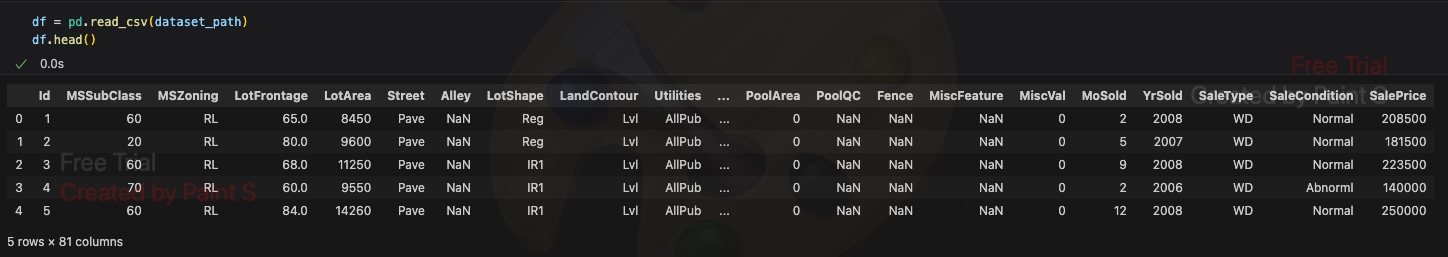 df = pd.read_csv(dataset_path)
df.head()
0.0s
Free Trial
Created by Paint S
Id MSSubClass MSZoning LotFrontage LotArea Street Alley LotShape LandContour Utilities ... PoolArea PoolQC Fence MiscFeature MiscVal MoSold YrSold SaleType SaleCondition SalePrice
0 1 60 RL 65.0 8450 Pave NaN Reg Lvl AllPub ... 0 NaN NaN NaN 0 2 2008 WD Normal 208500
1 2 20 RL 80.0 9600 Pave NaN Reg Lvl AllPub ... 0 NaN NaN NaN 0 5 2007 WD Normal 181500
Free Trial
2 3 60 RL 68.0 11250 Pave NaN IR1 Lvl AllPub ... 0 NaN NaN NaN 0 9 2008 WD Normal 223500
3 4 70 RL 60.0 9550 Pave NaN IR1 Lvl AllPub ... 0 NaN NaN NaN 0 2 2006 WD Abnorml 140000
Created by Paint S
4 5 60 RL 84.0 14260 Pave NaN IR1 Lvl AllPub ... 0 NaN NaN NaN 0 12 2008 WD Normal 250000
5 rows × 81 columns